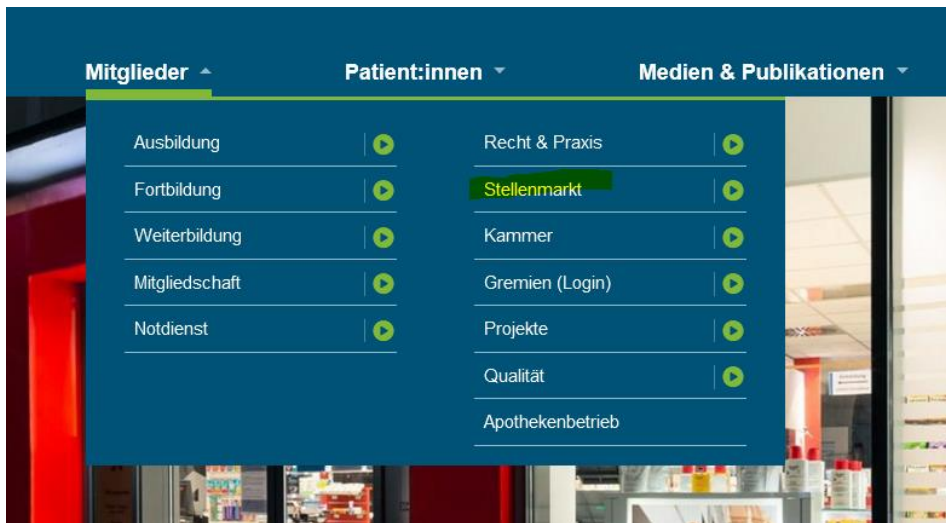 Mitglieder
Patient:innen
Medien & Publikationen
Ausbildung
Fortbildung
Weiterbildung
Mitgliedschaft
Notdienst
Recht & Praxis
Stellenmarkt
Kammer
Gremien (Login)
Projekte
Qualität
Apothekenbetrieb